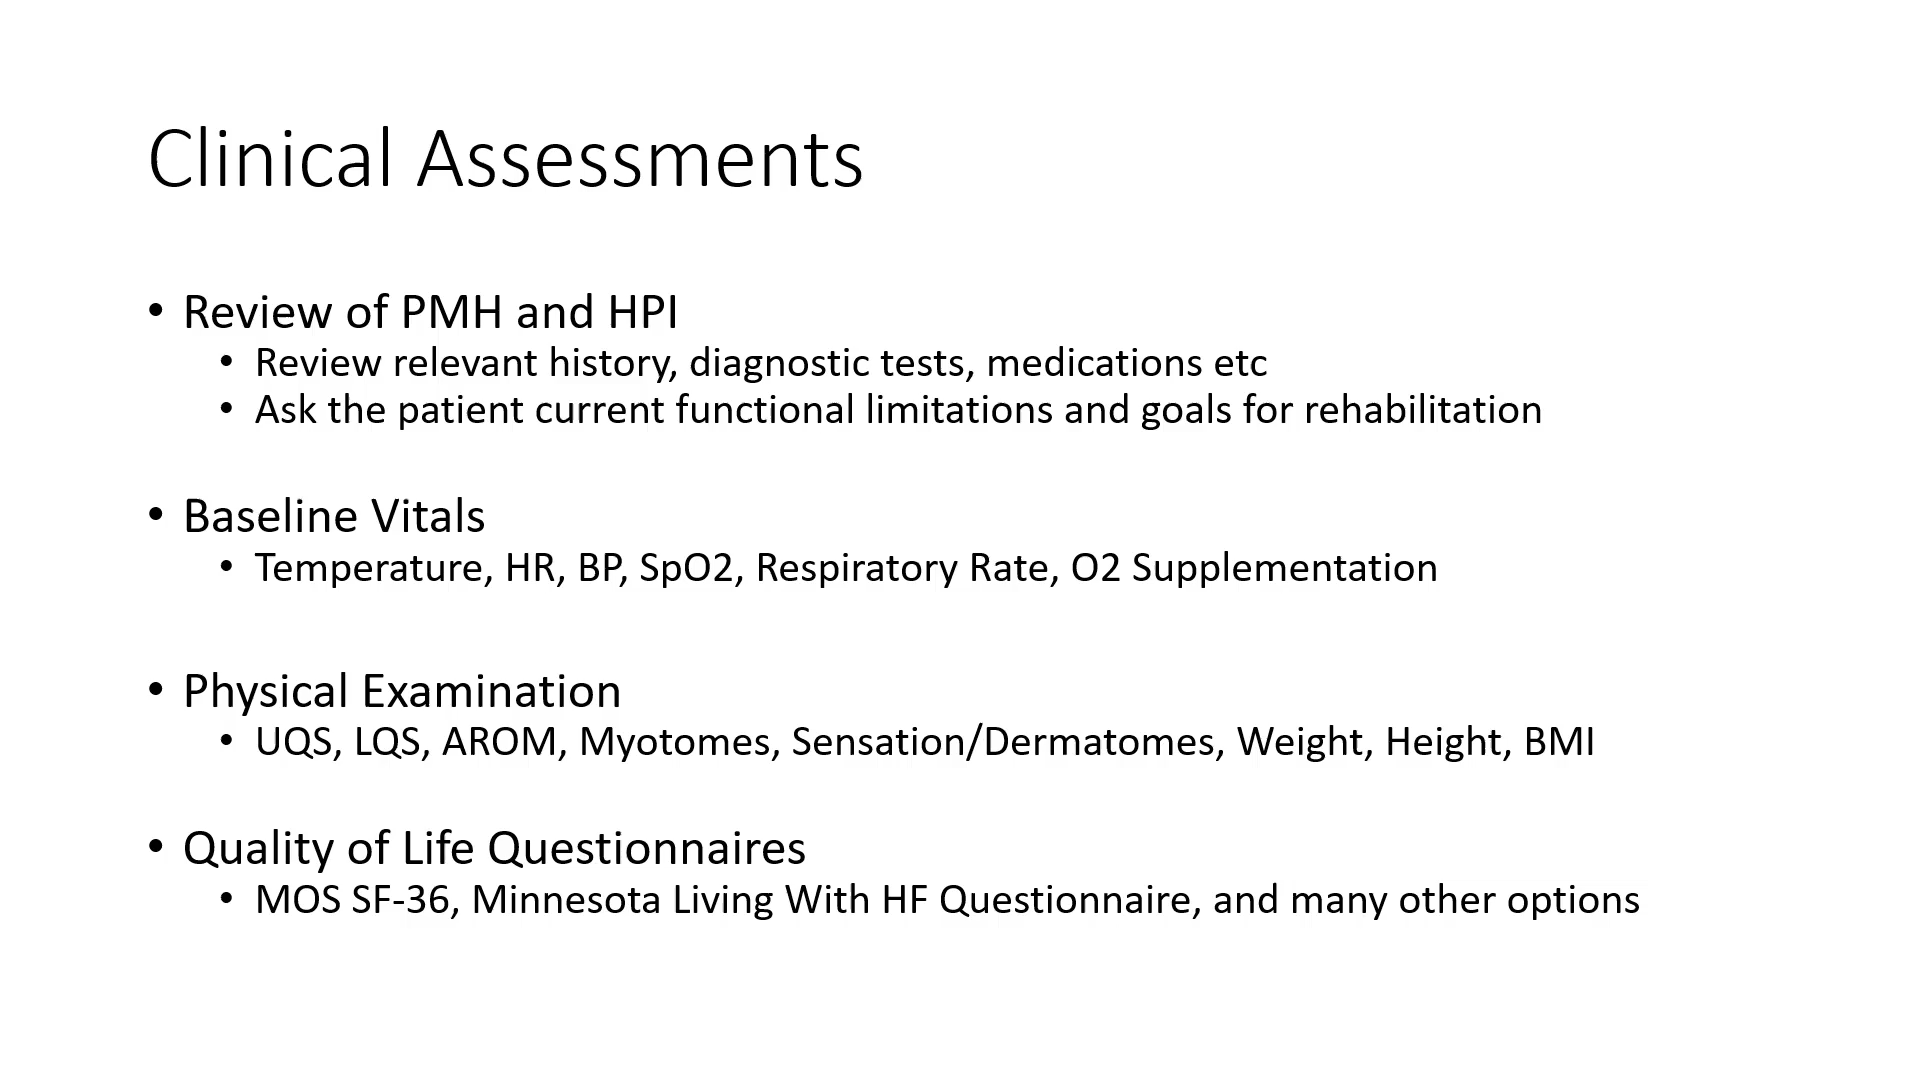 Clinical Assessments
• Review of PMH and HPI
• Review relevant history, diagnostic tests, medications etc
• Ask the patient current functional limitations and goals for rehabilitation
• Baseline Vitals
• Temperature, HR, BP, SpO2, Respiratory Rate, O2 Supplementation
• Physical Examination
• UQS, LQS, AROM, Myotomes, Sensation/Dermatomes, Weight, Height, BMI
• Quality of Life Questionnaires
• MOS SF-36, Minnesota Living With HF Questionnaire, and many other options